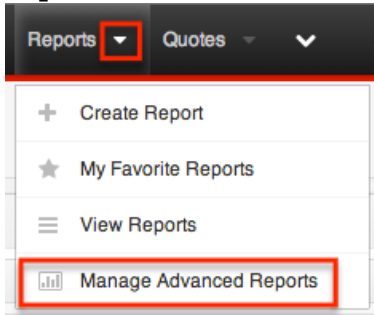 Reports Quotes
Create Report
My Favorite Reports
View Reports
Manage Advanced Reports